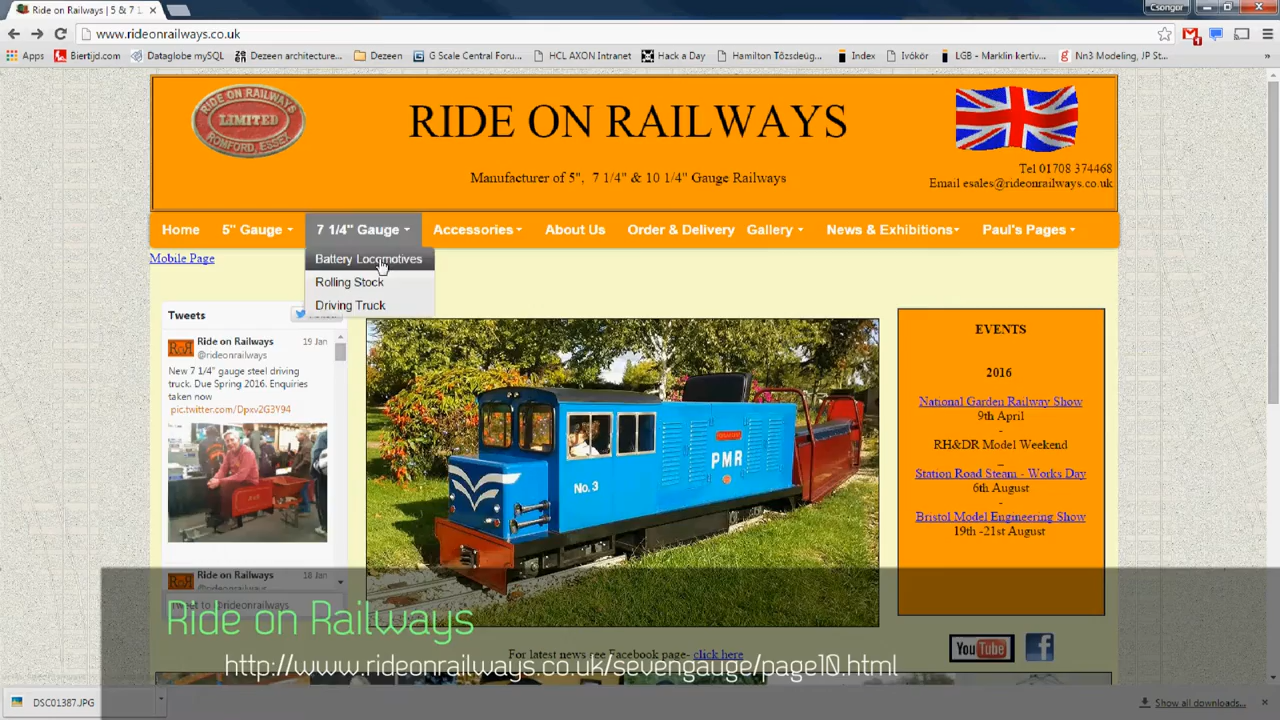 Ride on Railways | 5 & 7 1
Csongor
www.rideonrailways.co.uk
Apps Biertijd.com Dataglobe mySQL Dezeen architecture... Dezeen G Scale Central Foru... HCL AXON Intranet Hack a Day Hamilton Tőzsdeüg... Index Ivókör LGB - Marklin kertiv... Nn3 Modeling, JP St...
RIDE ON RAILWAYS
LIMITED
ROMFORD, ESSEX
RIDE ON RAILWAYS
Manufacturer of 5", 7 1/4" & 10 1/4" Gauge Railways
Tel 01708 374468
Email esales@rideonrailways.co.uk
Home 5" Gauge 7 1/4" Gauge Accessories About Us Order & Delivery Gallery News & Exhibitions Paul's Pages
Mobile Page
Battery Locomotives
Rolling Stock
Driving Truck
Tweets
Ride on Railways 19 Jan
@rideonrailways
New 7 1/4" gauge steel driving
truck. Due Spring 2016. Enquiries
taken now
pic.twitter.com/Dpxv2G3Y94
Ride on Railways 18 Jan
@rideonrailways
Tweet to @rideonrailways
No. 3
PMR
EVENTS
2016
National Garden Railway Show
9th April
-
RH&DR Model Weekend
-
Station Road Steam - Works Day
6th August
-
Bristol Model Engineering Show
19th -21st August
YouTube
For latest news see Facebook page- click here
Ride on Railways
http://www.rideonrailways.co.uk/sevengauge/page10.html
DSC01387.JPG
Show all downloads...